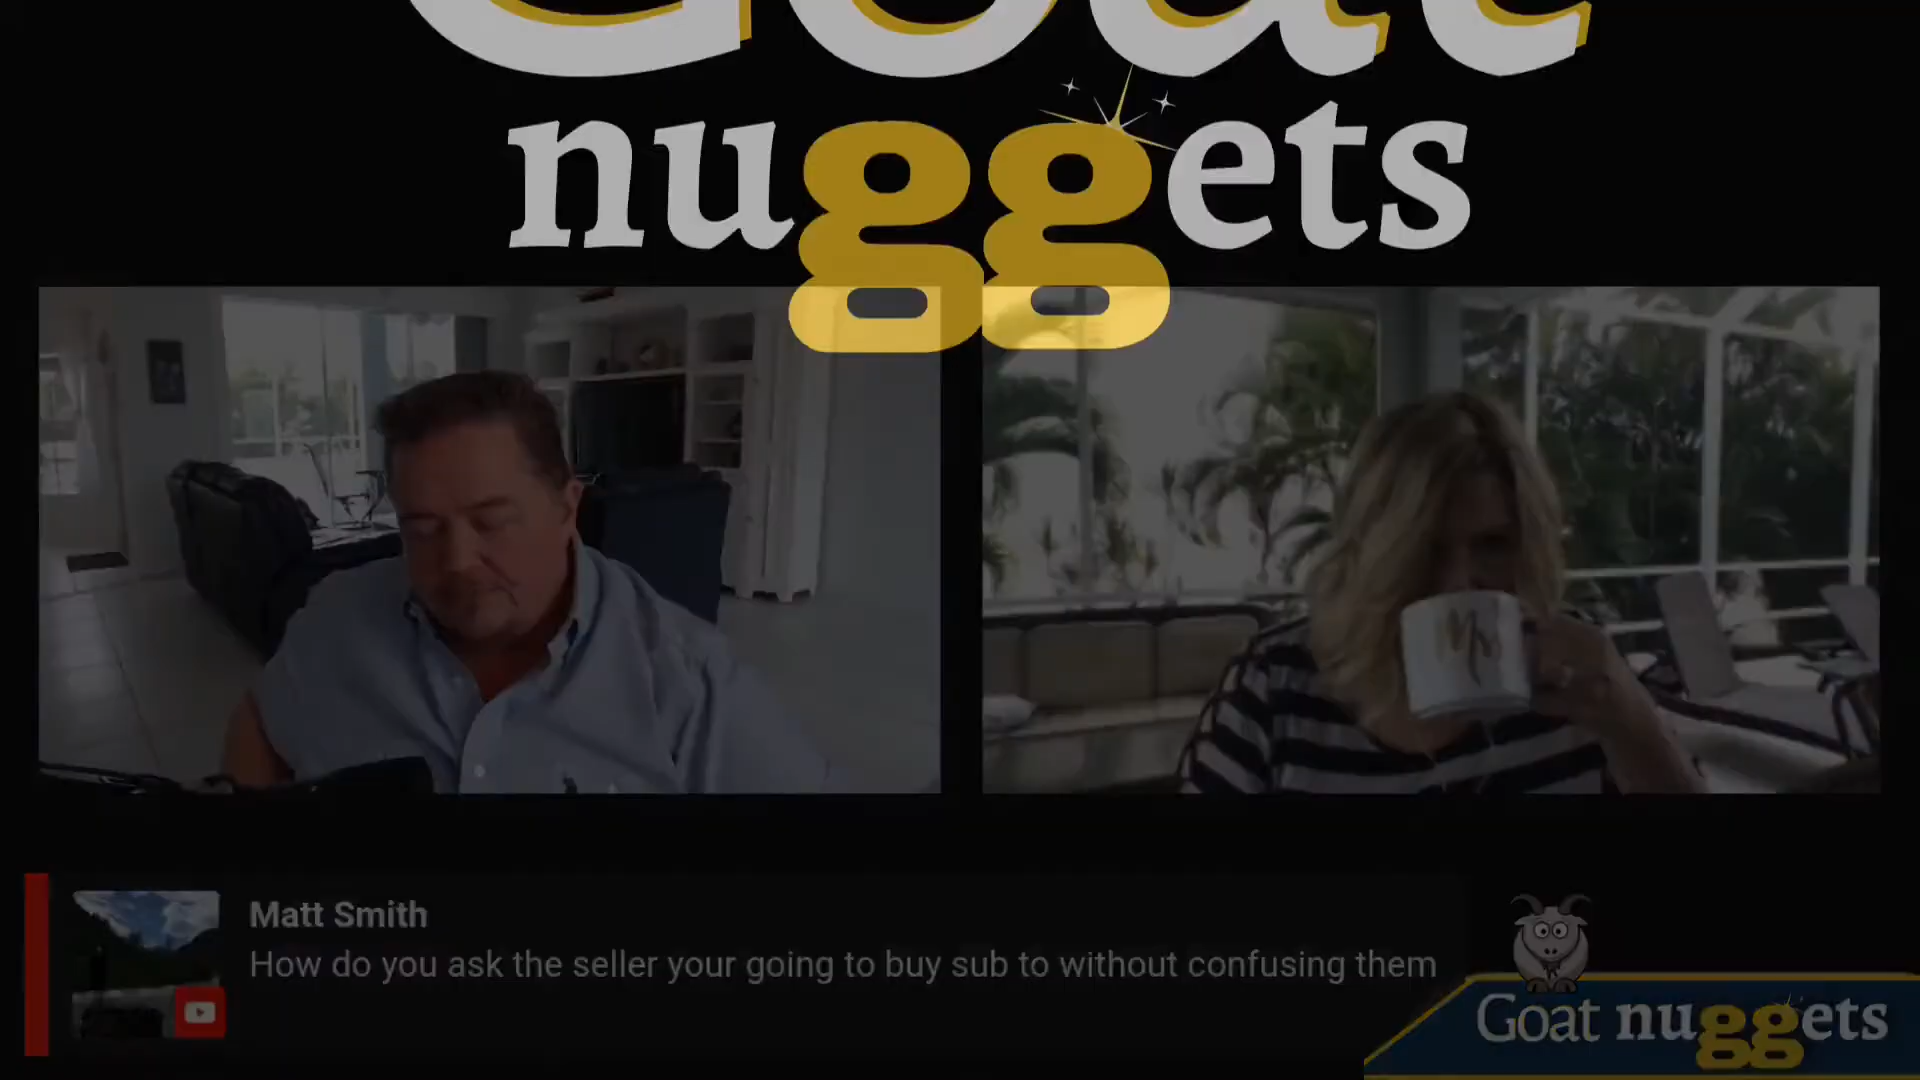 Goat
nuggets
Matt Smith
How do you ask the seller your going to buy sub to without confusing them
Goat nuggets